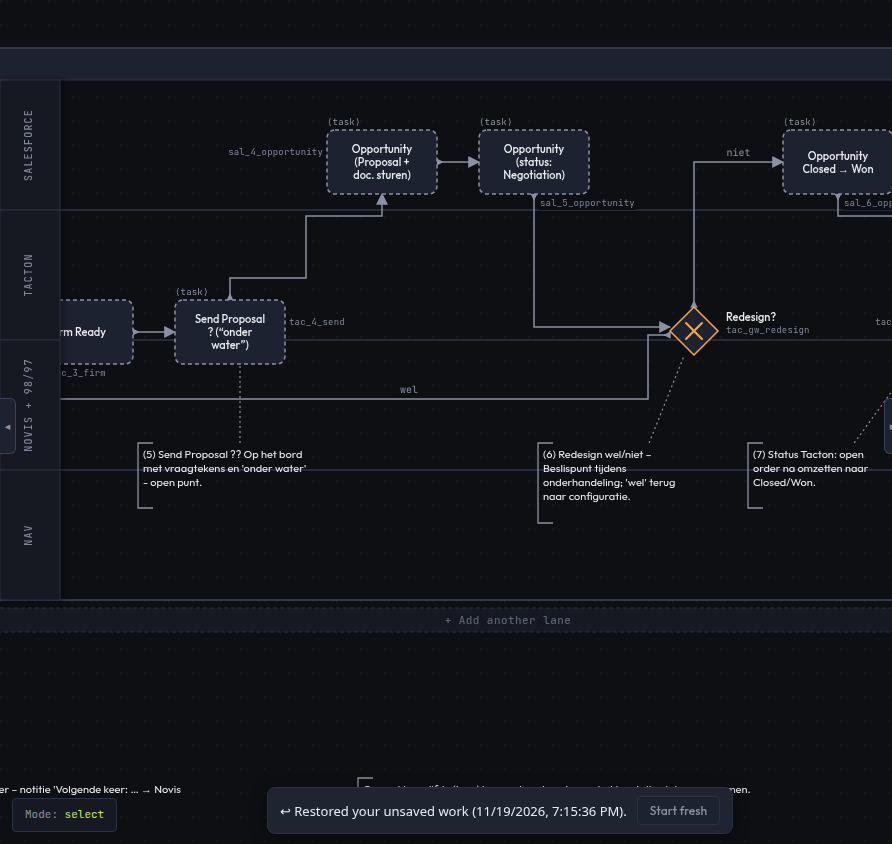 SALESFORCE
(task)
sal_4_opportunity
Opportunity
(Proposal +
doc. sturen)
(task)
Opportunity
(status:
Negotiation)
sal_5_opportunity
niet
(task)
Opportunity
Closed → Won
sal_6_opp
TACTON
rm Ready
c_3_firm
(task)
Send Proposal
? (“onder
water”)
tac_4_send
Redesign?
tac_gw_redesign
tac
NOVIS + 98/97
wel
(5) Send Proposal ?? Op het bord
met vraagtekens en 'onder water'
– open punt.
(6) Redesign wel/niet –
Beslispunt tijdens
onderhandeling; 'wel' terug
naar configuratie.
(7) Status Tacton: open
order na omzetten naar
Closed/Won.
NAV
+ Add another lane
er – notitie 'Volgende keer: ... → Novis
men.
Mode: select
↩ Restored your unsaved work (11/19/2026, 7:15:36 PM).
Start fresh